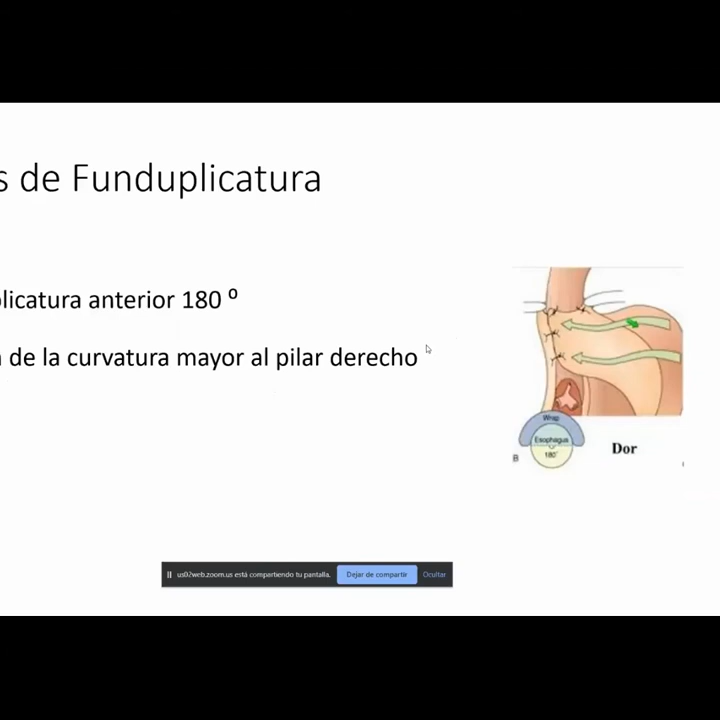 s de Funduplicatura
licatura anterior 180 º
de la curvatura mayor al pilar derecho
Wrap
Esophagus
180°
B
Dor
us02web.zoom.us está compartiendo tu pantalla. Dejar de compartir Ocultar